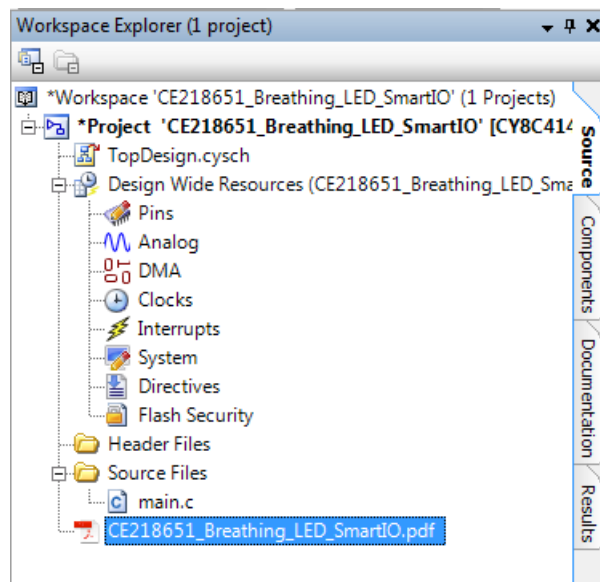 Workspace Explorer (1 project)
*Workspace 'CE218651_Breathing_LED_SmartIO' (1 Projects)
*Project 'CE218651_Breathing_LED_SmartIO' [CY8C414
TopDesign.cysch
Design Wide Resources (CE218651_Breathing_LED_Sma
Pins
Analog
DMA
Clocks
Interrupts
System
Directives
Flash Security
Header Files
Source Files
main.c
CE218651_Breathing_LED_SmartIO.pdf
Source
Components
Documentation
Results